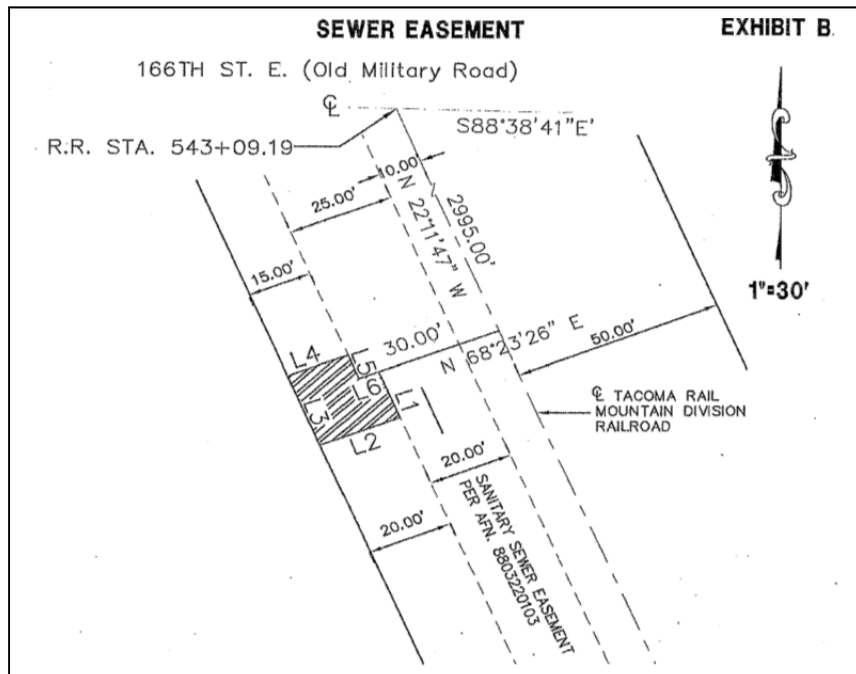 SEWER EASEMENT
EXHIBIT B.
166TH ST. E. (Old Military Road)
℄
S88°38'41"E'
R.R. STA. 543+09.19
10.00'
25.00'
N 22°11'47" W
2995.00'
15.00'
1"=30'
30.00'
N 68°23'26" E
50.00'
L4
L5
L6
L3
L1
L2
℄ TACOMA RAIL
MOUNTAIN DIVISION
RAILROAD
20.00'
SANITARY SEWER EASEMENT
PER AFN. 8803220103
20.00'